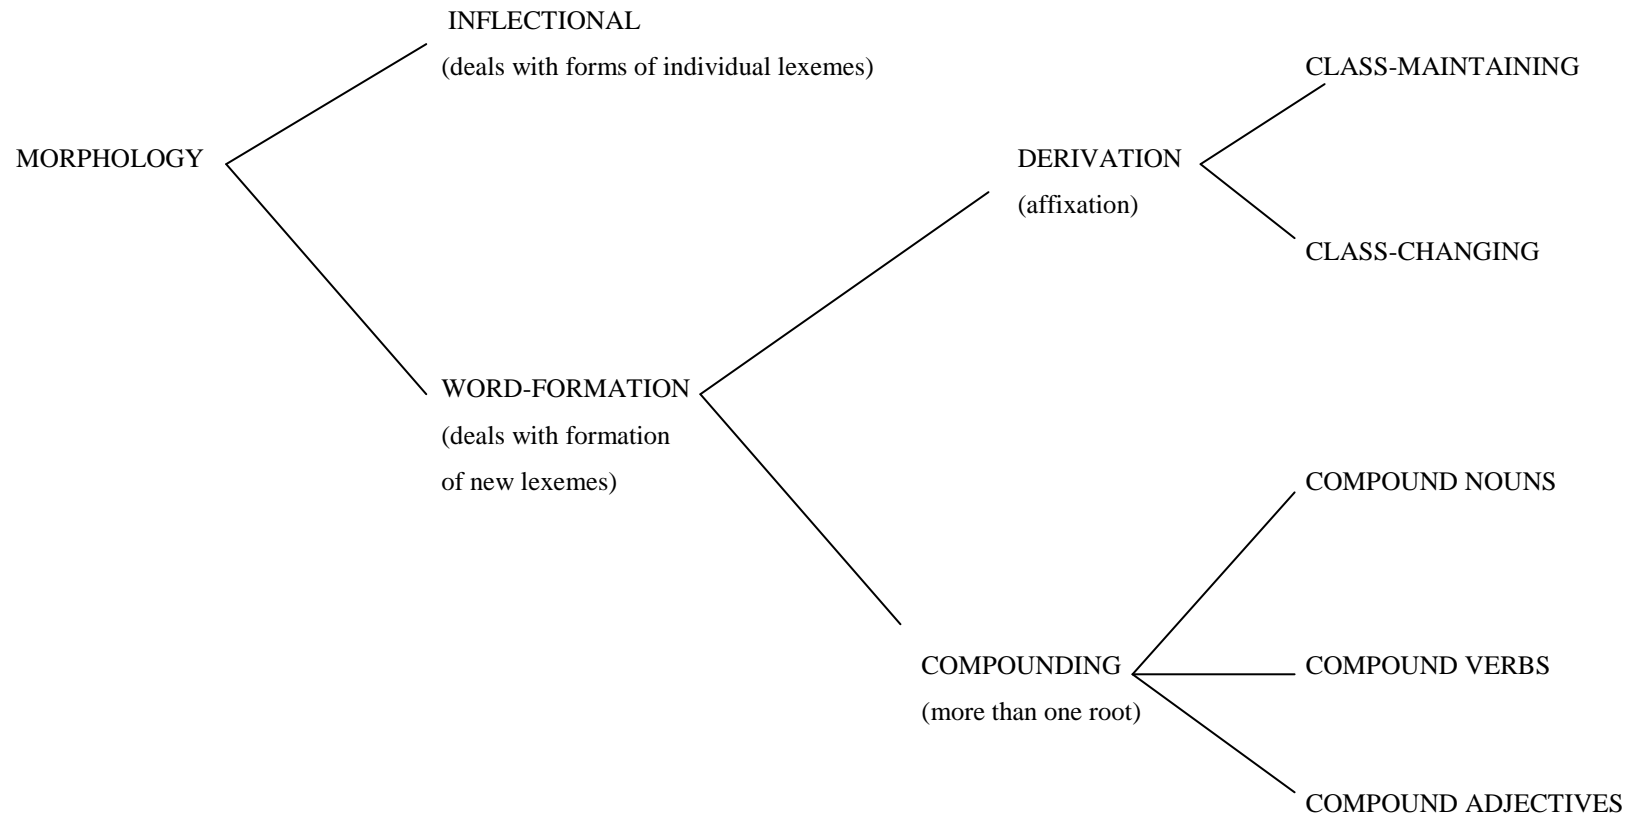 INFLECTIONAL
(deals with forms of individual lexemes)
CLASS-MAINTAINING
MORPHOLOGY
DERIVATION
(affixation)
CLASS-CHANGING
WORD-FORMATION
(deals with formation
of new lexemes)
COMPOUND NOUNS
COMPOUNDING
(more than one root)
COMPOUND VERBS
COMPOUND ADJECTIVES